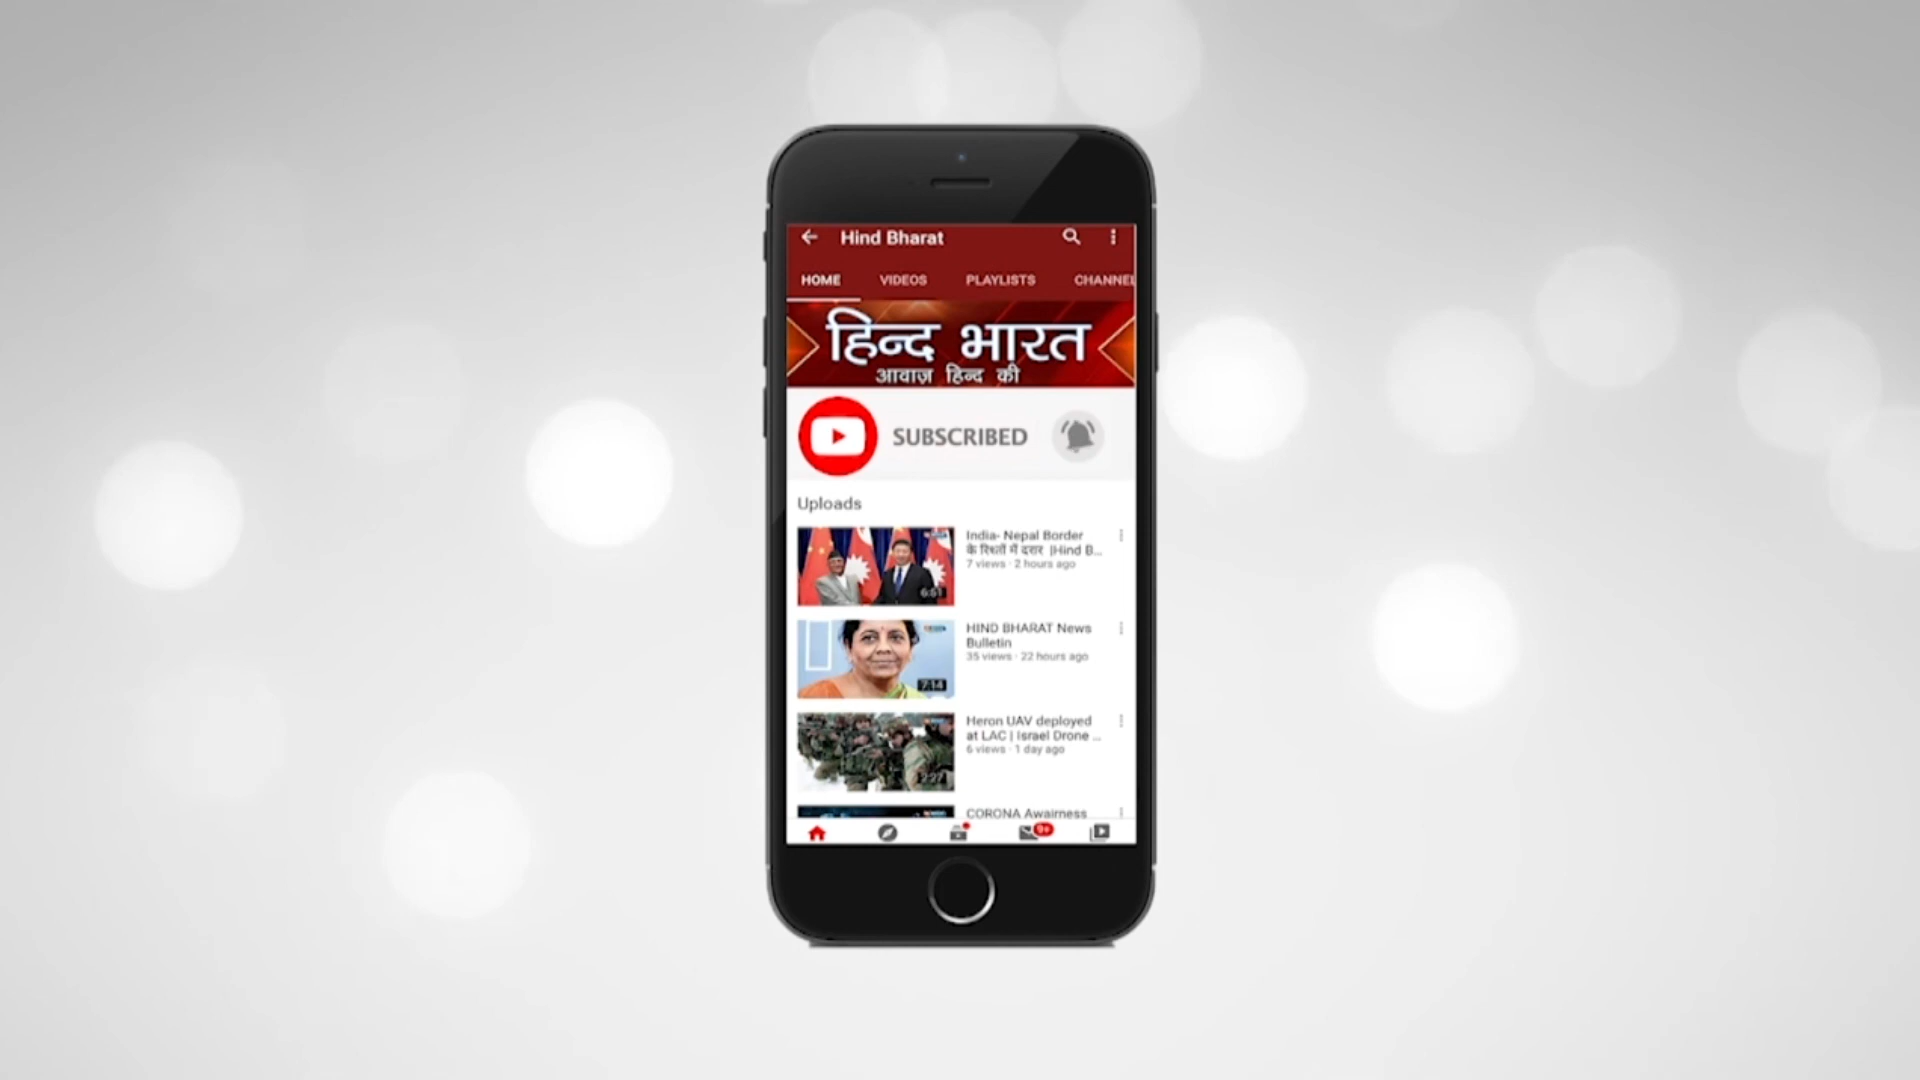 Hind Bharat
HOME VIDEOS PLAYLISTS CHANNEL
हिन्द भारत
आवाज़ हिन्द की
SUBSCRIBED
Uploads
India- Nepal Border
के रिश्तों में दरार |Hind B...
7 views · 2 hours ago
6:51
HIND BHARAT News
Bulletin
35 views · 22 hours ago
7:14
Heron UAV deployed
at LAC | Israel Drone ...
6 views · 1 day ago
2:27
CORONA Awairness
9+